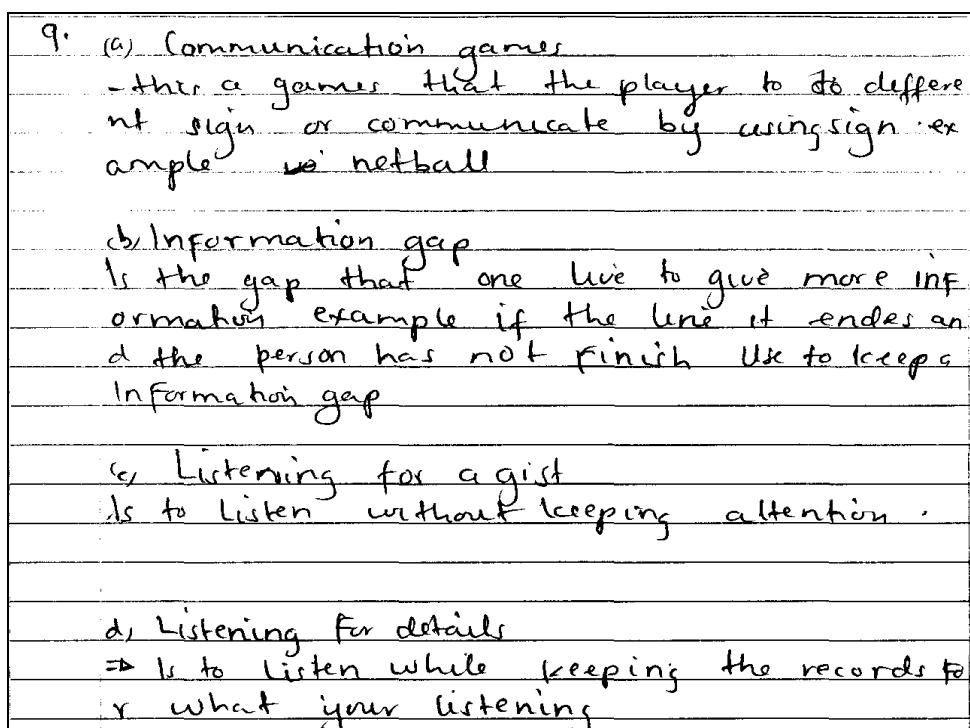 9. (a) Communication games
- this a games that the player to do deffere
nt sign or communicate by using sign. ex
ample netball
(b) Information gap
Is the gap that one live to give more inf
ormation example if the line it endes an
d the person has not finish Use to keep a
Information gap
(c) Listening for a gist
Is to listen without keeping attention.
d) Listening for details
⇒ Is to listen while keeping the records fo
r what your listening